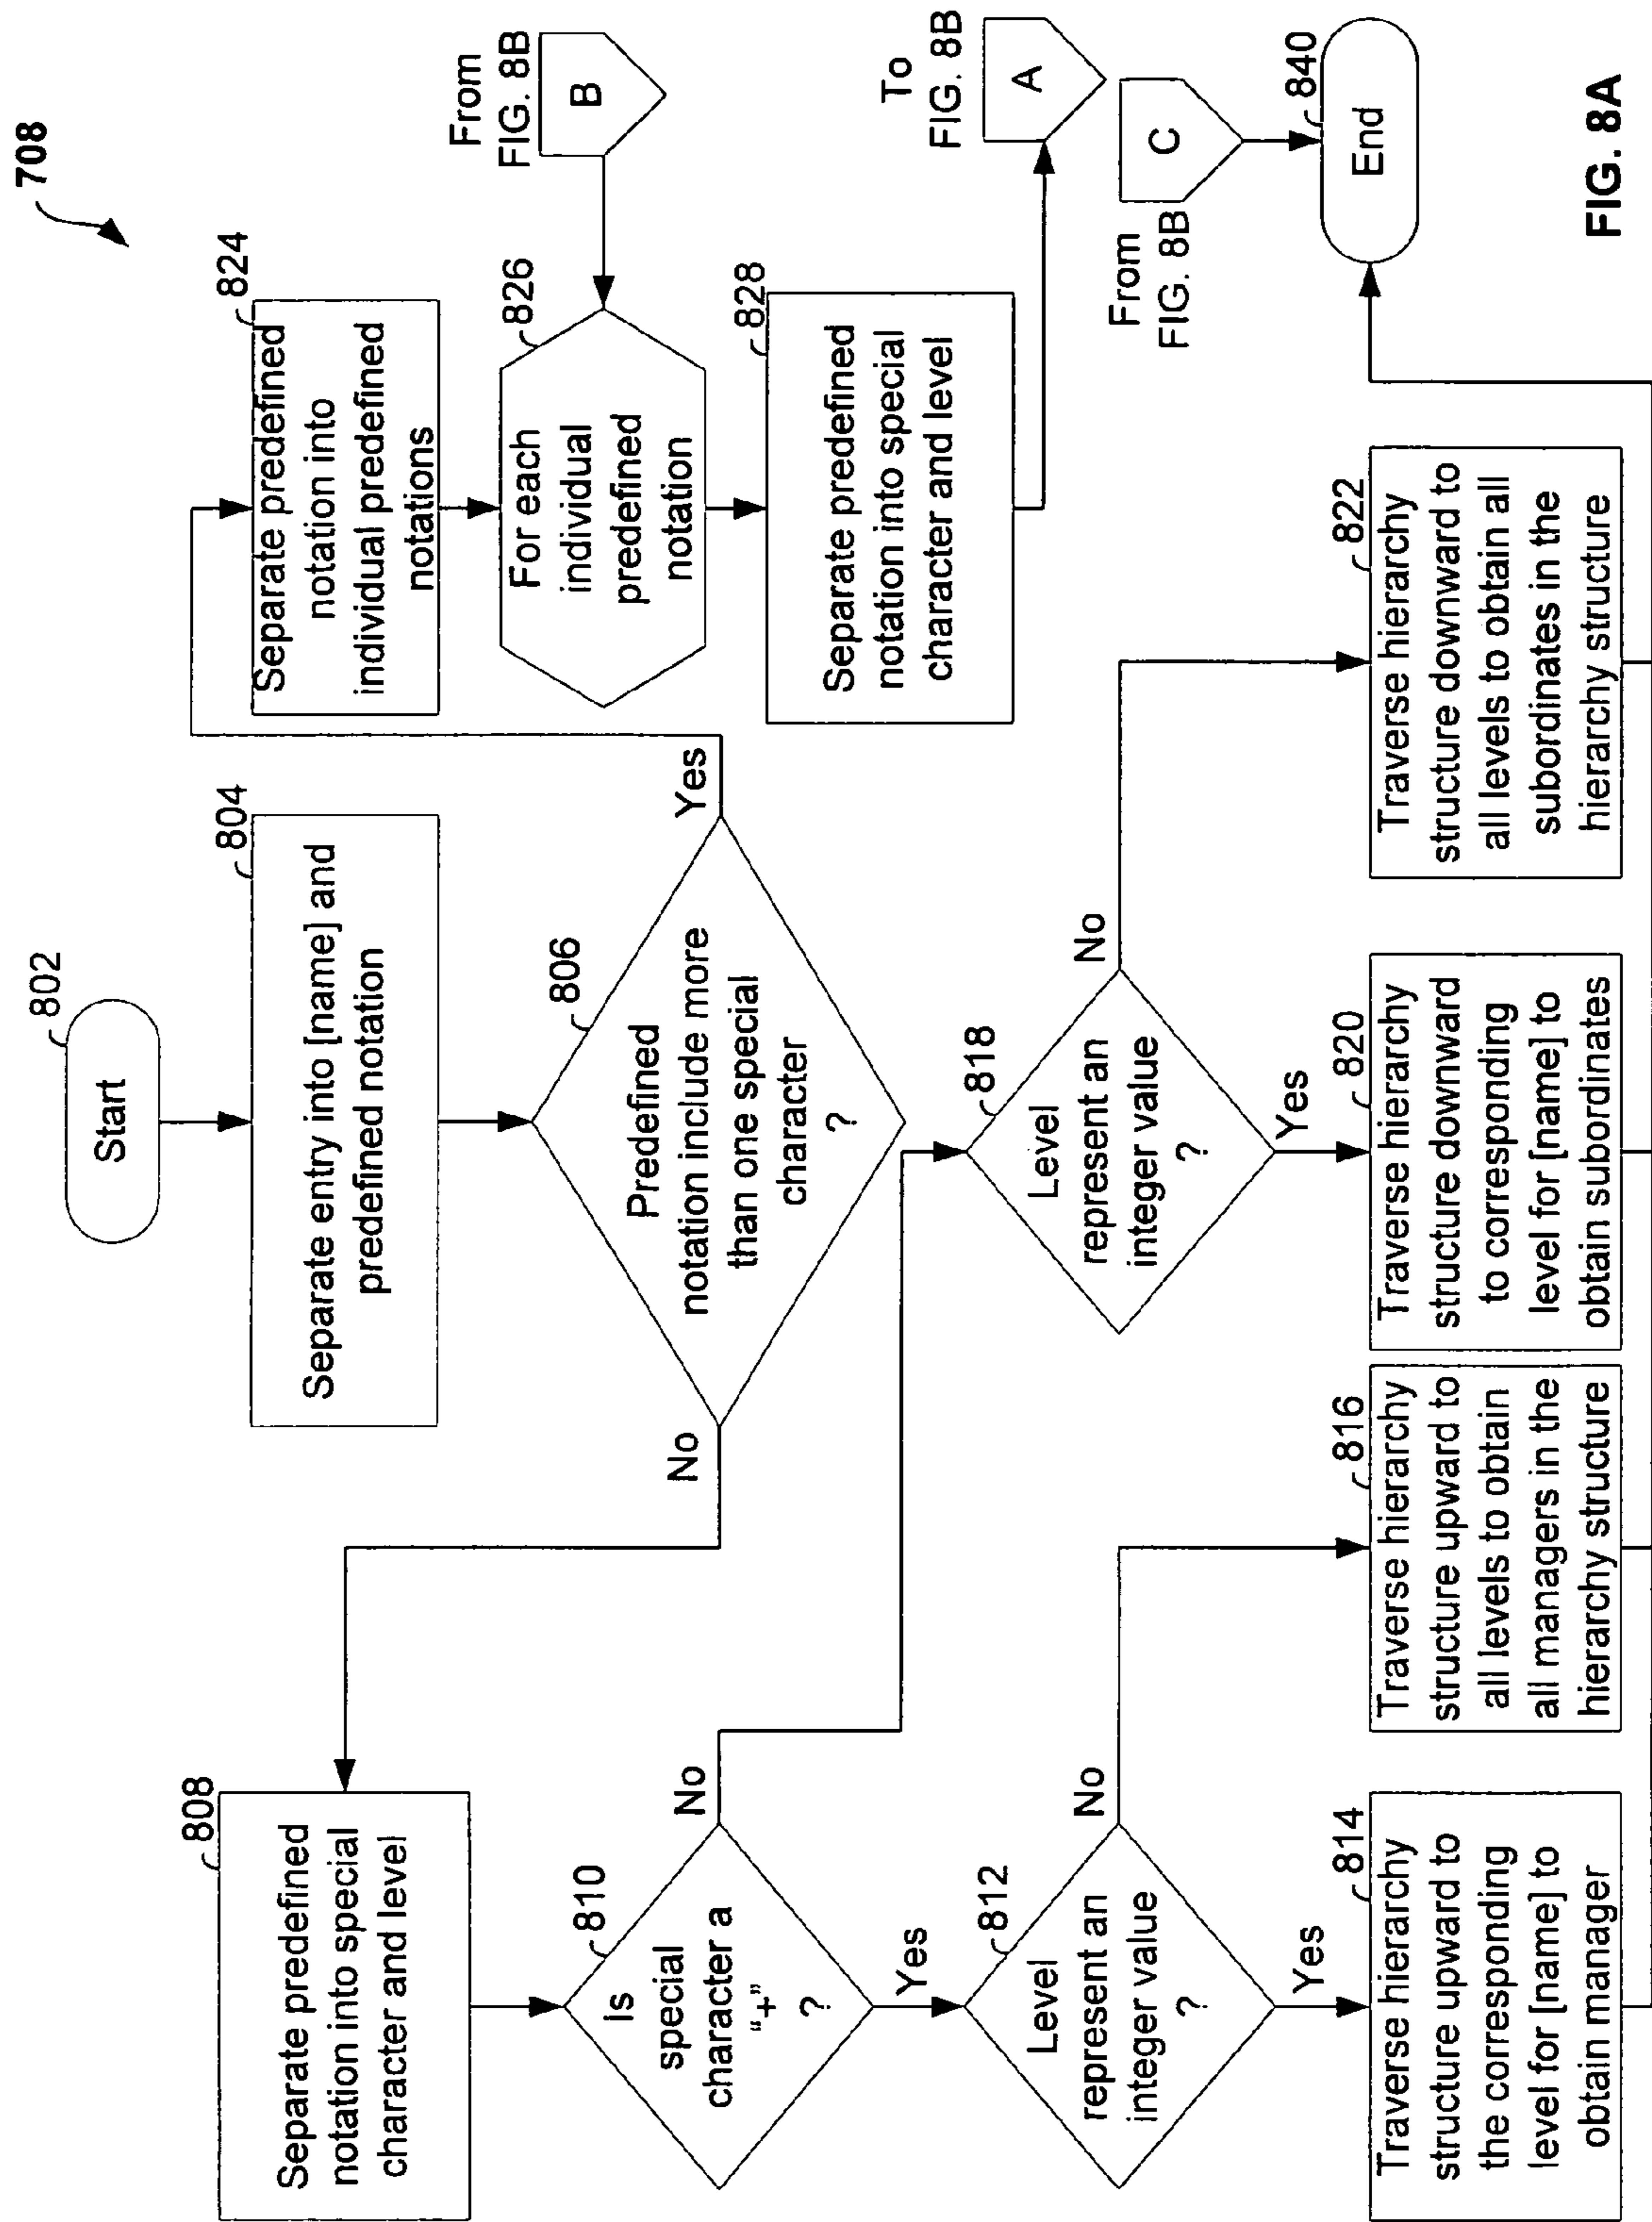 708
802
Start
804
Separate entry into [name] and
predefined notation
806
Predefined
notation include more
than one special
character
?
No
Yes
808
Separate predefined
notation into special
character and level
810
Is
special
character a
"+"
?
No
Yes
812
Level
represent an
integer value
?
No
Yes
814
Traverse hierarchy
structure upward to
the corresponding
level for [name] to
obtain manager
816
Traverse hierarchy
structure upward to
all levels to obtain
all managers in the
hierarchy structure
818
Level
represent an
integer value
?
No
Yes
820
Traverse hierarchy
structure downward
to corresponding
level for [name] to
obtain subordinates
822
Traverse hierarchy
structure downward to
all levels to obtain all
subordinates in the
hierarchy structure
824
Separate predefined
notation into
individual predefined
notations
826
For each
individual
predefined
notation
From
FIG. 8B
B
828
Separate predefined
notation into special
character and level
To
FIG. 8B
A
From
FIG. 8B
C
840
End
FIG. 8A